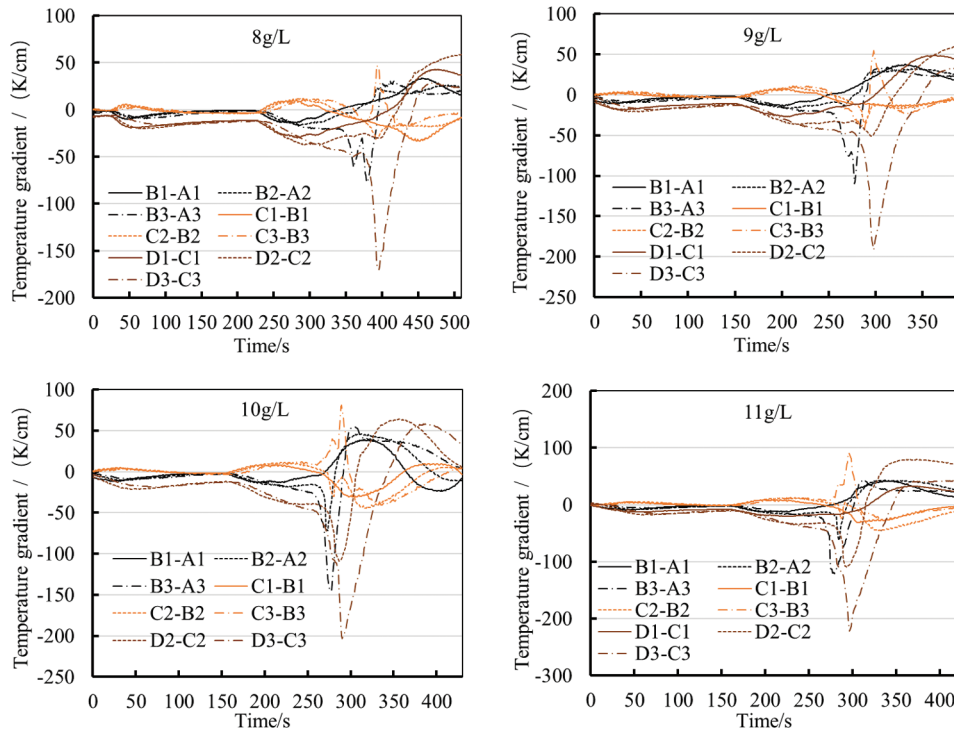 8g/L
Temperature gradient / (K/cm)
100
50
0
-50
-100
-150
-200
B1-A1 B2-A2
B3-A3 C1-B1
C2-B2 C3-B3
D1-C1 D2-C2
D3-C3
0 50 100 150 200 250 300 350 400 450 500
Time/s
9g/L
Temperature gradient / (K/cm)
100
50
0
-50
-100
-150
-200
-250
B1-A1 B2-A2
B3-A3 C1-B1
C2-B2 C3-B3
D1-C1 D2-C2
D3-C3
0 50 100 150 200 250 300 350
Time/s
10g/L
Temperature gradient / (K/cm)
100
50
0
-50
-100
-150
-200
-250
B1-A1 B2-A2
B3-A3 C1-B1
C2-B2 C3-B3
D2-C2 D3-C3
0 50 100 150 200 250 300 350 400
Time/s
11g/L
Temperature gradient / (K/cm)
200
100
0
-100
-200
-300
B1-A1 B2-A2
B3-A3 C1-B1
C2-B2 C3-B3
D1-C1 D2-C2
D3-C3
0 50 100 150 200 250 300 350 400
Time/s